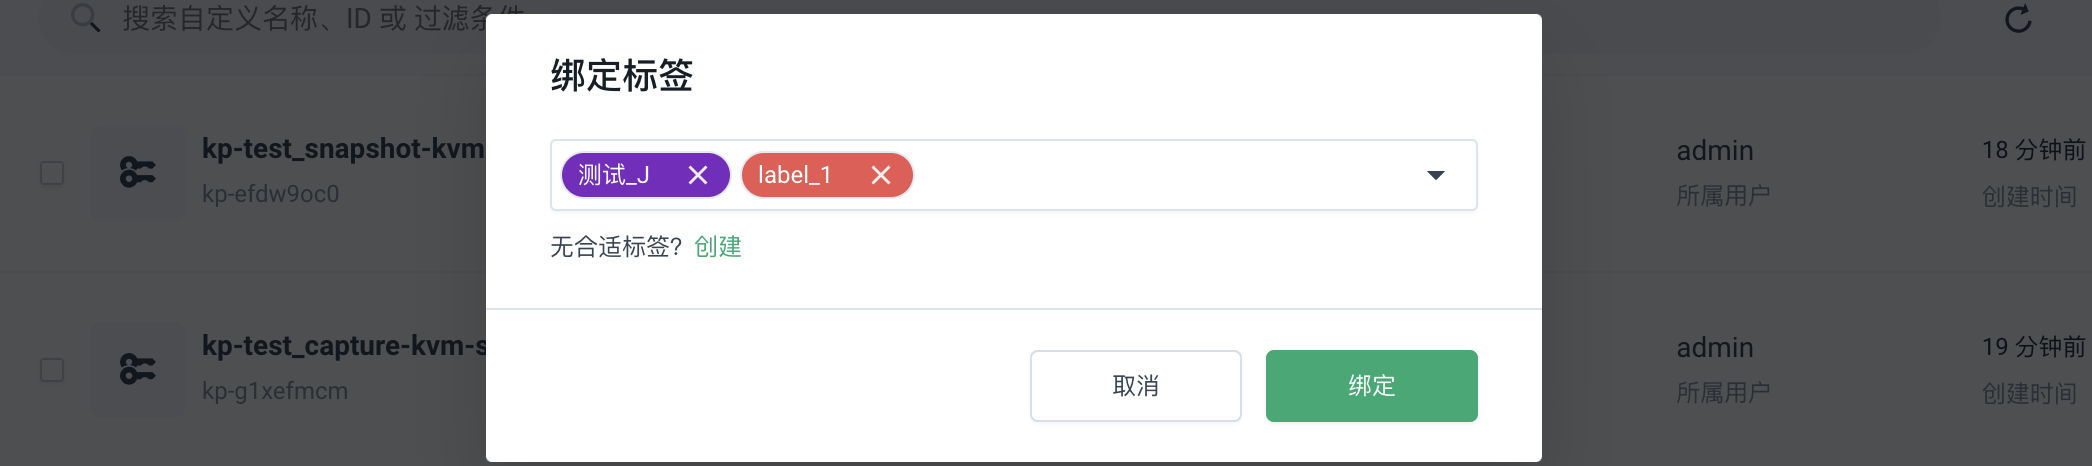 搜索自定义名称、ID 或 过滤条件
绑定标签
测试_J label_1
无合适标签? 创建
取消 绑定
kp-test_snapshot-kvm admin 18 分钟前
kp-efdw9oc0 所属用户 创建时间
kp-test_capture-kvm-s admin 19 分钟前
kp-g1xefmcm 所属用户 创建时间